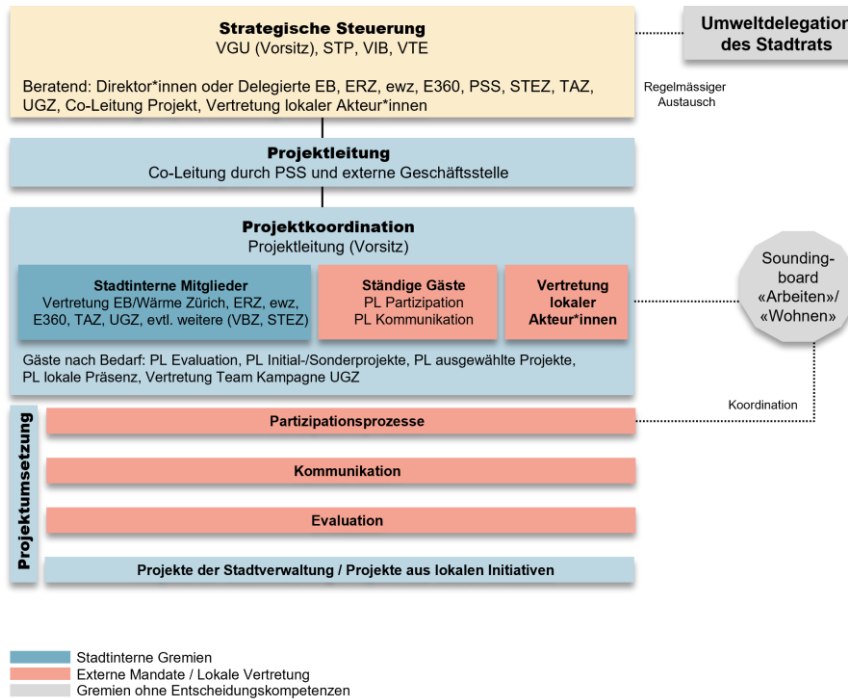 Strategische Steuerung
VGU (Vorsitz), STP, VIB, VTE
Beratend: Direktor*innen oder Delegierte EB, ERZ, ewz, E360, PSS, STEZ, TAZ,
UGZ, Co-Leitung Projekt, Vertretung lokaler Akteur*innen
Umweltdelegation
des Stadtrats
Regelmässiger
Austausch
Projektleitung
Co-Leitung durch PSS und externe Geschäftsstelle
Projektkoordination
Projektleitung (Vorsitz)
Stadtinterne Mitglieder
Vertretung EB/Wärme Zürich, ERZ, ewz,
E360, TAZ, UGZ, evtl. weitere (VBZ, STEZ)
Ständige Gäste
PL Partizipation
PL Kommunikation
Vertretung
lokaler
Akteur*innen
Gäste nach Bedarf: PL Evaluation, PL Initial-/Sonderprojekte, PL ausgewählte Projekte,
PL lokale Präsenz, Vertretung Team Kampagne UGZ
Sounding-
board
«Arbeiten»/
«Wohnen»
Koordination
Projektumsetzung
Partizipationsprozesse
Kommunikation
Evaluation
Projekte der Stadtverwaltung / Projekte aus lokalen Initiativen
Stadtinterne Gremien
Externe Mandate / Lokale Vertretung
Gremien ohne Entscheidungskompetenzen